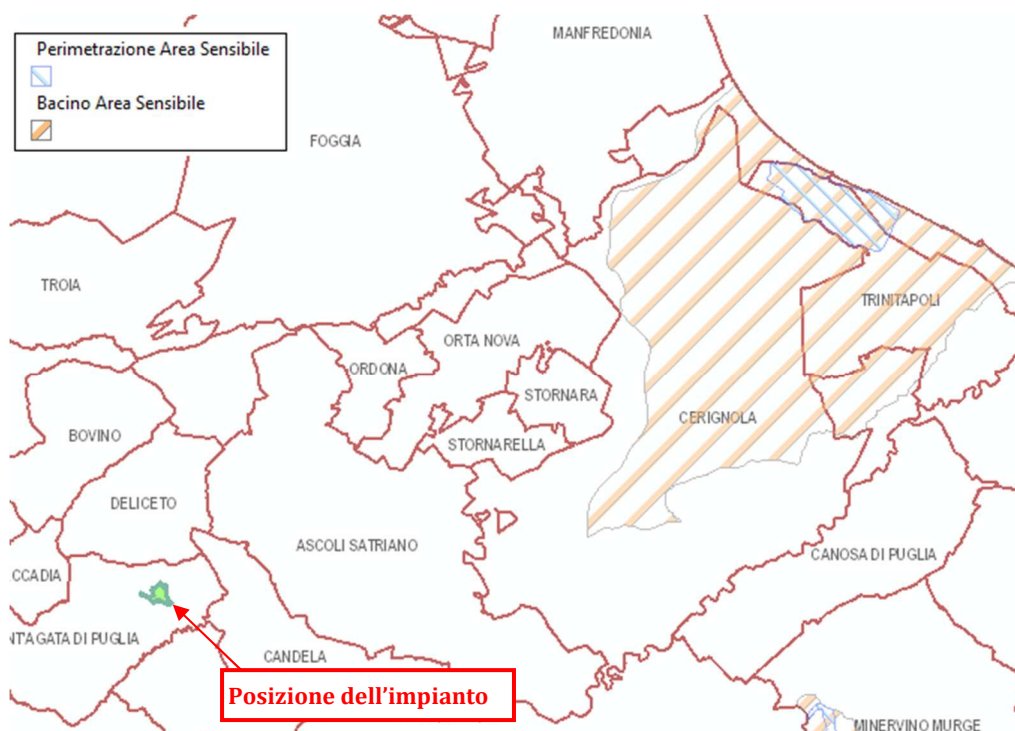 Perimetrazione Area Sensibile
Bacino Area Sensibile
MANFREDONIA
FOGGIA
TROIA
TRINITAPOLI
ORTA NOVA
ORDONA
STORNARA
CERIGNOLA
BOVINO
STORNARELLA
DELICETO
ASCOLI SATRIANO
CANOSA DI PUGLIA
CCADIA
NTAGATA DI PUGLIA
CANDELA
Posizione dell'impianto
MINERVINO MURGE